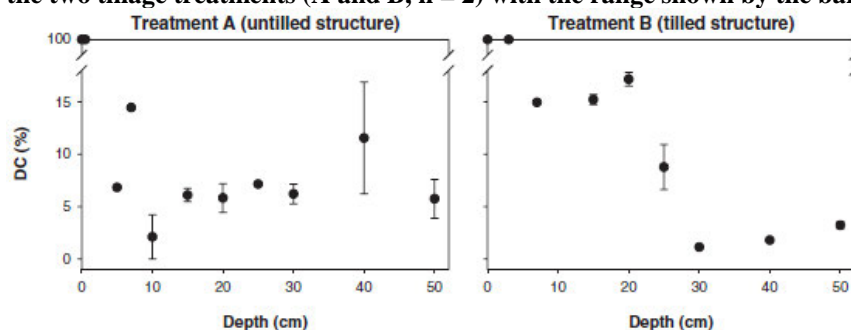 the two tillage treatments (A and B, n = 2) with the range shown by the bar
Treatment A (untilled structure) Treatment B (tilled structure)
100
15
10
5
0
DC (%)
0 10 20 30 40 50 0 10 20 30 40 50
Depth (cm) Depth (cm)